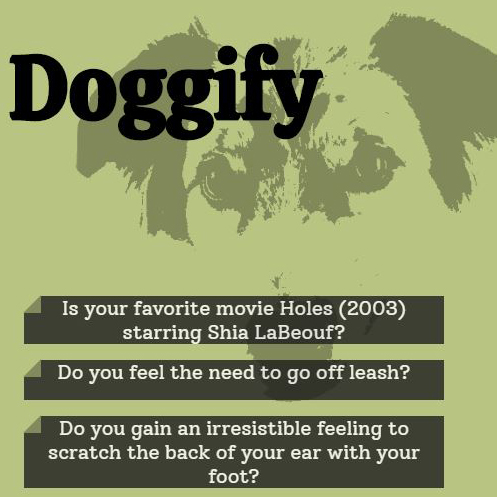 Doggify
Is your favorite movie Holes (2003)
starring Shia LaBeouf?
Do you feel the need to go off leash?
Do you gain an irresistible feeling to
scratch the back of your ear with your
foot?